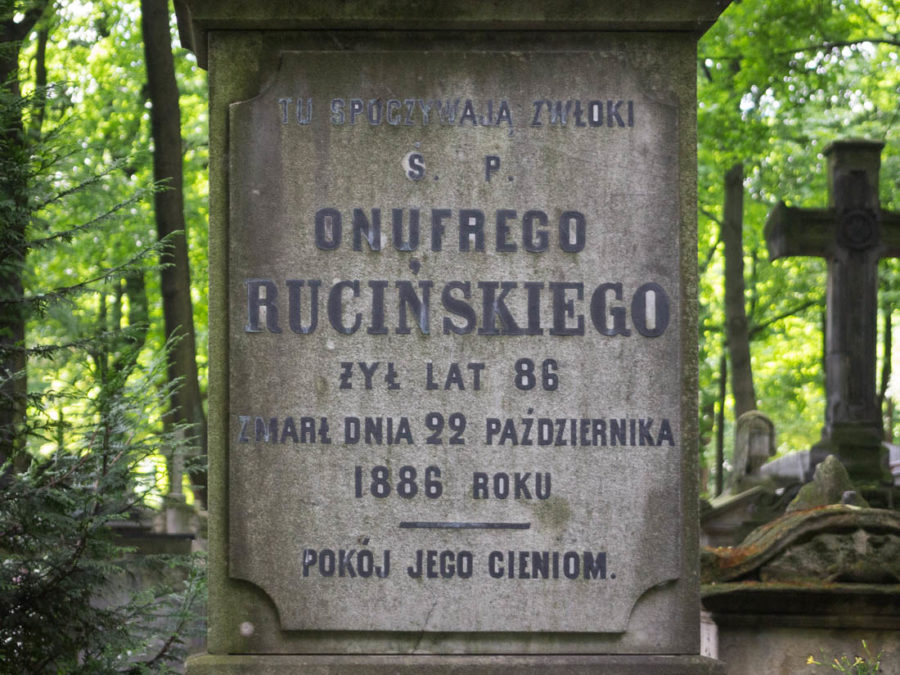 TU SPOCZYWAJĄ ZWŁOKI
Ś. P.
ONUFREGO
RUCIŃSKIEGO
ŻYŁ LAT 86
ZMARŁ DNIA 22 PAŹDZIERNIKA
1886 ROKU
POKÓJ JEGO CIENIOM.